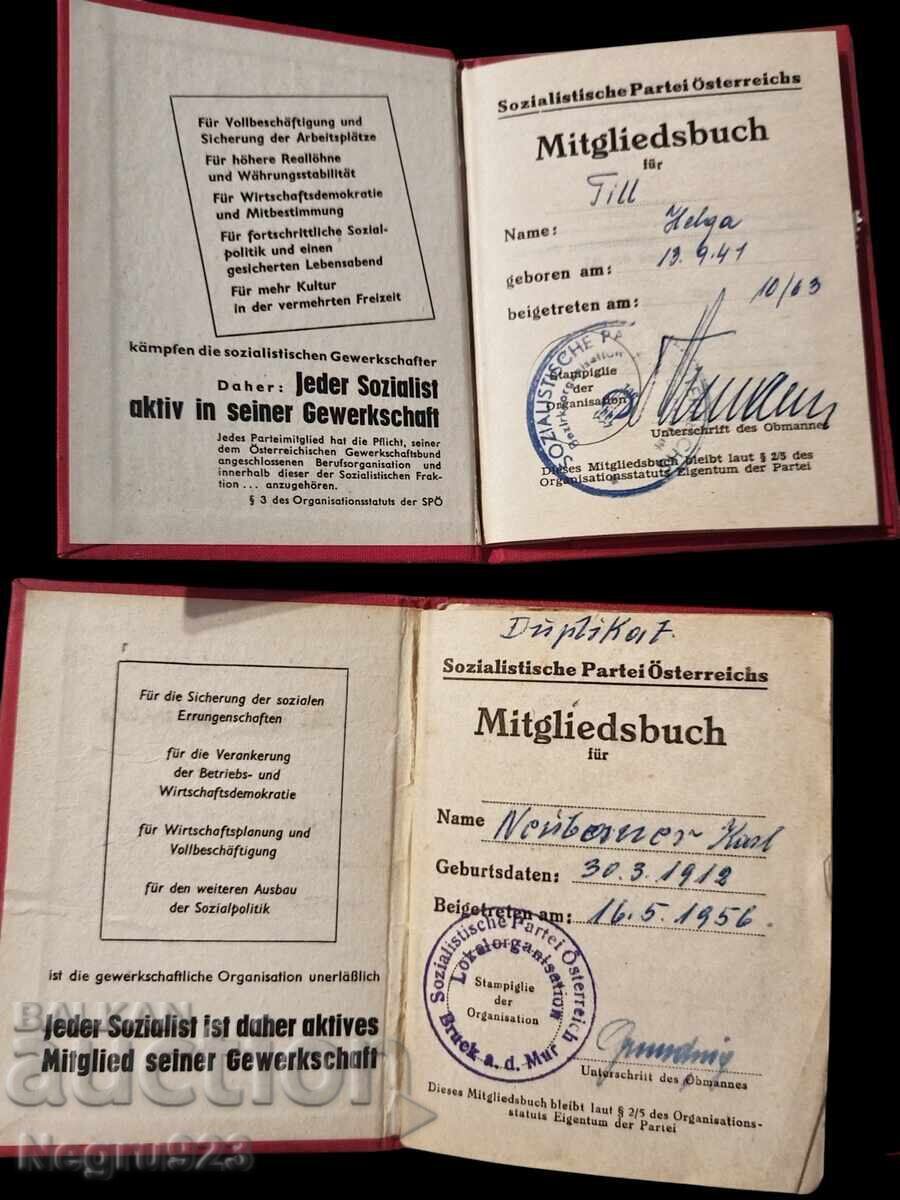 Für Vollbeschäftigung und
Sicherung der Arbeitsplätze
Für höhere Reallöhne
und Währungsstabilität
Für Wirtschaftsdemokratie
und Mitbestimmung
Für fortschrittliche Sozial-
politik und einen
gesicherten Lebensabend
Für mehr Kultur
in der vermehrten Freizeit
kämpfen die sozialistischen Gewerkschafter
Daher: Jeder Sozialist
aktiv in seiner Gewerkschaft
Jedes Parteimitglied hat die Pflicht, seiner
dem Österreichischen Gewerkschaftsbund
angeschlossenen Berufsorganisation und
innerhalb dieser der Sozialistischen Frak-
tion ... anzugehören.
§ 3 des Organisationsstatuts der SPÖ
Sozialistische Partei Österreichs
Mitgliedsbuch
für
Till
Name: Helga
geboren am: 13.9.41
beigetreten am: 10/63
SOZIALISTISCHE PA
Bezirksorganisation
Stampiglie
der
Organisation
Unterschrift des Obmannes
Dieses Mitgliedsbuch bleibt laut § 2/5 des
Organisationsstatuts Eigentum der Partei
Für die Sicherung der sozialen
Errungenschaften
für die Verankerung
der Betriebs- und
Wirtschaftsdemokratie
für Wirtschaftsplanung und
Vollbeschäftigung
für den weiteren Ausbau
der Sozialpolitik
ist die gewerkschaftliche Organisation unerläßlich
Jeder Sozialist ist daher aktives
Mitglied seiner Gewerkschaft
Duplikat.
Sozialistische Partei Österreichs
Mitgliedsbuch
für
Name Karl
Geburtsdaten: 30.3.1912
Beigetreten am: 16.5.1956.
Sozialistische Partei Österreich
Lokalorganisation
Stampiglie
der
Organisation
Bruck a. d. Mur
Unterschrift des Obmannes
Dieses Mitgliedsbuch bleibt laut § 2/5 des Organisations-
statuts Eigentum der Partei
BALKAN
auction
Negru923